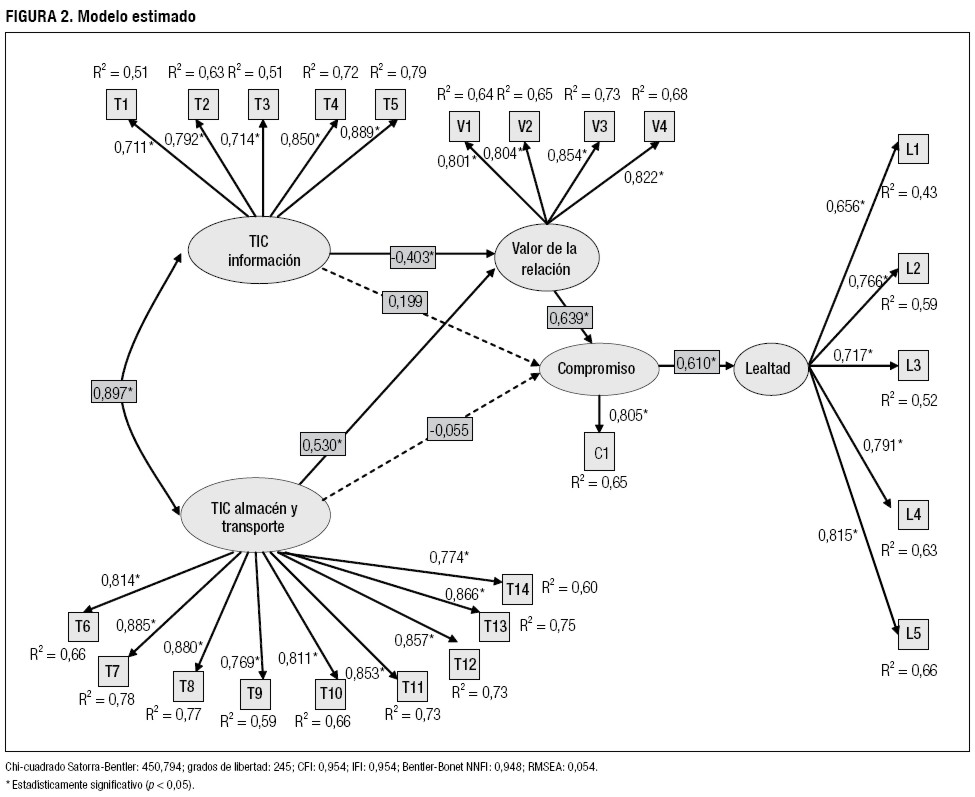 FIGURA 2. Modelo estimado
R² = 0,51 R² = 0,63 R² = 0,51 R² = 0,72 R² = 0,79
T1 T2 T3 T4 T5
0,711* 0,792* 0,714* 0,850* 0,889*
R² = 0,64 R² = 0,65 R² = 0,73 R² = 0,68
V1 V2 V3 V4
0,801* 0,804* 0,854* 0,822*
TIC
información
Valor de la
relación
-0,403*
0,199
0,639*
0,897*
0,530*
-0,055
Compromiso
0,610*
Lealtad
0,805*
C1
R² = 0,65
L1
0,656*
R² = 0,43
L2
0,766*
R² = 0,59
0,717*
L3
R² = 0,52
0,791*
L4
R² = 0,63
0,815*
L5
R² = 0,66
TIC almacén y
transporte
0,814*
T6
R² = 0,66
0,885*
T7
R² = 0,78
0,880*
T8
R² = 0,77
0,769*
T9
R² = 0,59
0,811*
T10
R² = 0,66
0,853*
T11
R² = 0,73
0,857*
T12
R² = 0,73
0,866*
T13
R² = 0,75
0,774*
T14
R² = 0,60
Chi-cuadrado Satorra-Bentler: 450,794; grados de libertad: 245; CFI: 0,954; IFI: 0,954; Bentler-Bonet NNFI: 0,948; RMSEA: 0,054.
* Estadísticamente significativo (p < 0,05).